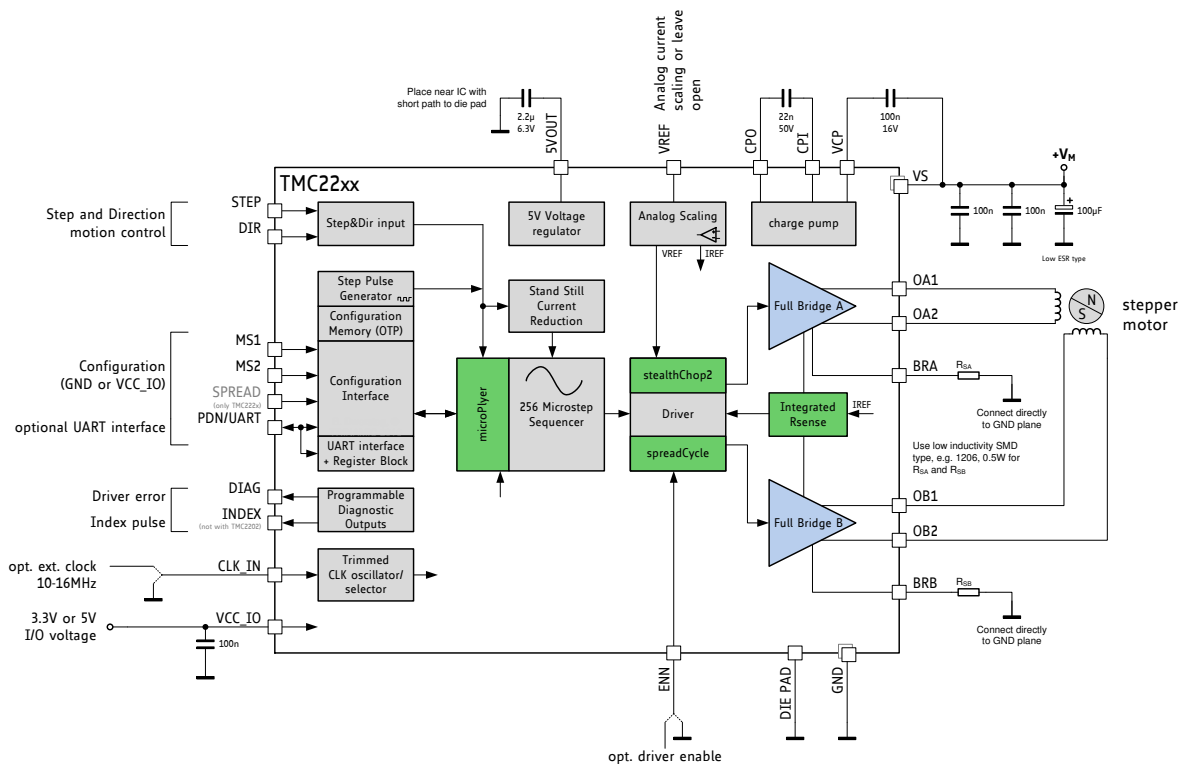 Place near IC with
short path to die pad
2.2µ
6.3V
5VOUT
VREF
Analog current
scaling or leave
open
22n
50V
CPO
CPI
VCP
100n
16V
+VM
VS
100n
100n
+
100µF
Low ESR type
TMC22xx
Step and Direction
motion control
STEP
DIR
Step&Dir input
5V Voltage
regulator
Analog Scaling
VREF
IREF
charge pump
Step Pulse
Generator
Configuration
Memory (OTP)
Stand Still
Current
Reduction
Full Bridge A
OA1
OA2
N
S
stepper
motor
Configuration
(GND or VCC_IO)
optional UART interface
MS1
MS2
SPREAD
(only TMC222x)
PDN/UART
Configuration
Interface
UART interface
+ Register Block
microPlyer
256 Microstep
Sequencer
stealthChop2
Driver
spreadCycle
Integrated
Rsense
IREF
BRA
RSA
Connect directly
to GND plane
Use low inductivity SMD
type, e.g. 1206, 0.5W for
RSA and RSB
Driver error
Index pulse
DIAG
INDEX
(not with TMC2202)
Programmable
Diagnostic
Outputs
Full Bridge B
OB1
OB2
opt. ext. clock
10-16MHz
CLK_IN
Trimmed
CLK oscillator/
selector
BRB
RSB
Connect directly
to GND plane
3.3V or 5V
I/O voltage
VCC_IO
100n
ENN
DIE PAD
GND
opt. driver enable